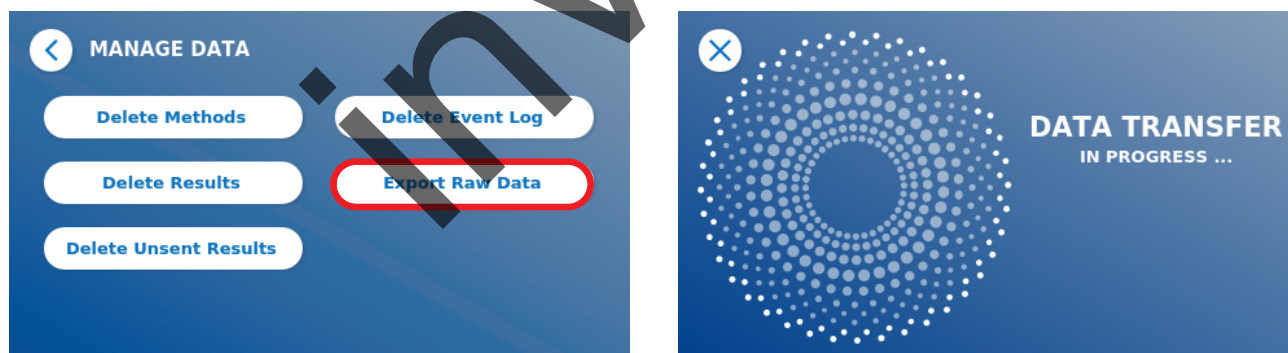 MANAGE DATA
Delete Methods
Delete Event Log
Delete Results
Export Raw Data
Delete Unsent Results
DATA TRANSFER
IN PROGRESS ...